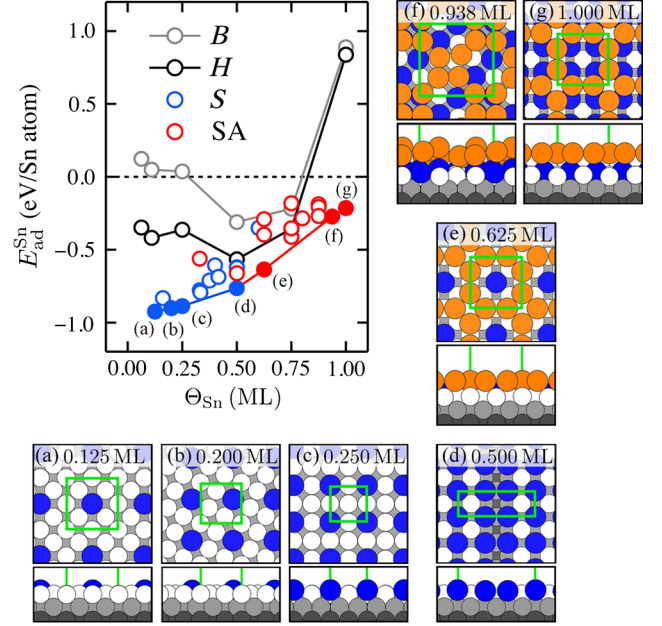 1.0
0.5
0.0
−0.5
−1.0
E_ad^Sn (eV/Sn atom)
B
H
S
SA
(a)
(b)
(c)
(d)
(e)
(f)
(g)
0.00
0.25
0.50
0.75
1.00
Θ_Sn (ML)
(f) 0.938 ML
(g) 1.000 ML
(e) 0.625 ML
(a) 0.125 ML
(b) 0.200 ML
(c) 0.250 ML
(d) 0.500 ML